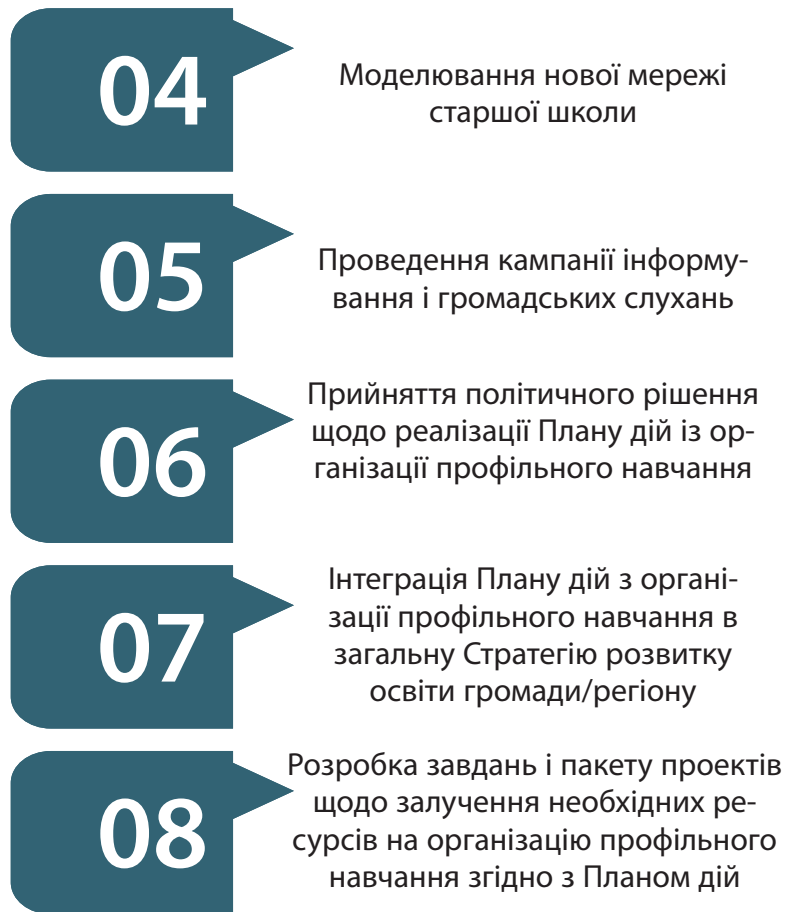 04
Моделювання нової мережі
старшої школи
05
Проведення кампанії інформу-
вання і громадських слухань
06
Прийняття політичного рішення
щодо реалізації Плану дій із ор-
ганізації профільного навчання
07
Інтеграція Плану дій з органі-
зації профільного навчання в
загальну Стратегію розвитку
освіти громади/регіону
08
Розробка завдань і пакету проектів
щодо залучення необхідних ре-
сурсів на організацію профільного
навчання згідно з Планом дій